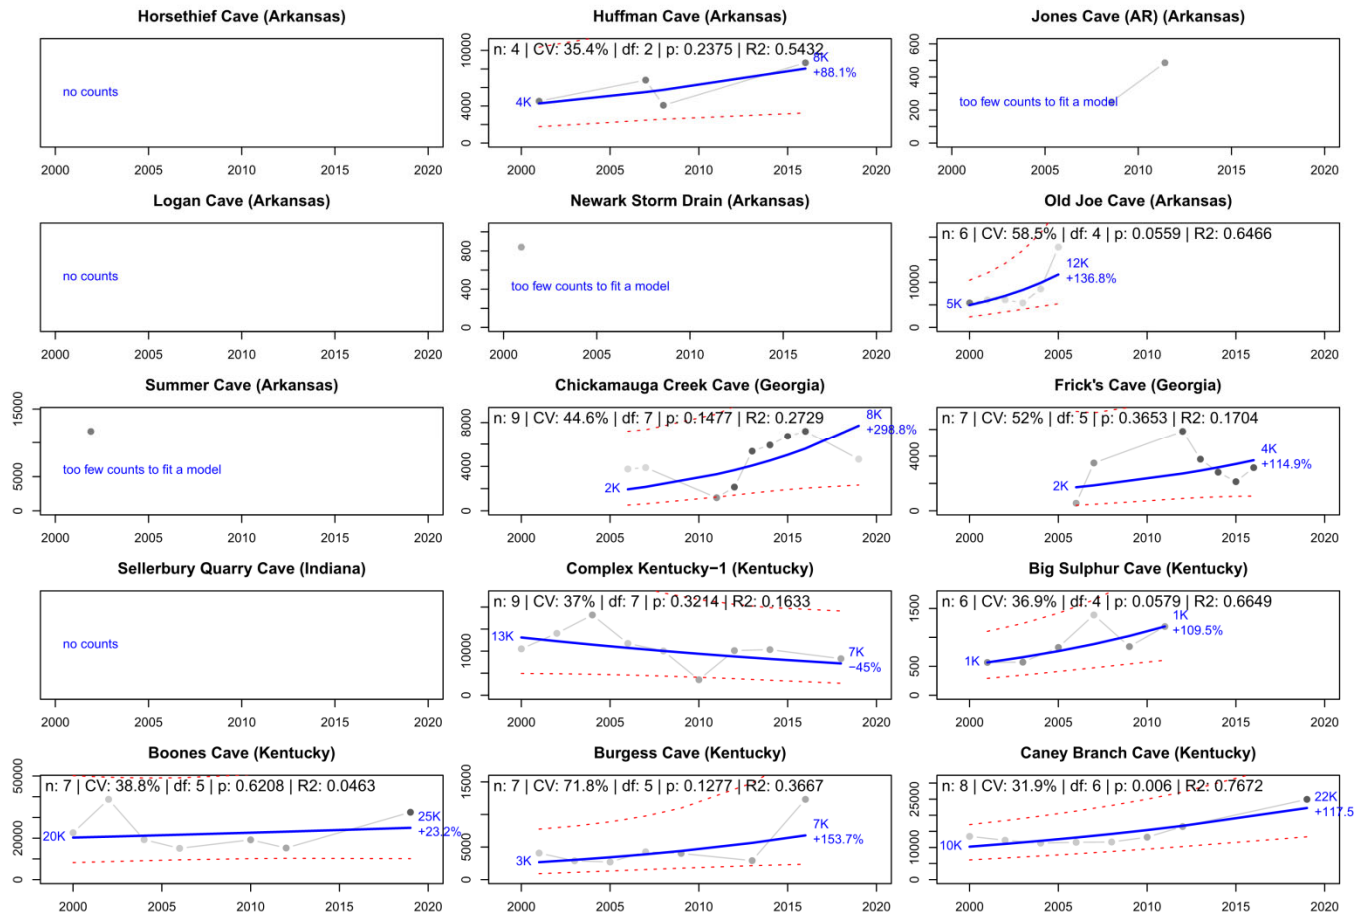 Horsethief Cave (Arkansas)
no counts
2000 2005 2010 2015 2020
Huffman Cave (Arkansas)
n: 4 | CV: 35.4% | df: 2 | p: 0.2375 | R2: 0.5432
0 4000 10000
4K
8K
+88.1%
2000 2005 2010 2015 2020
Jones Cave (AR) (Arkansas)
0 200 400 600
too few counts to fit a model
2000 2005 2010 2015 2020
Logan Cave (Arkansas)
no counts
2000 2005 2010 2015 2020
Newark Storm Drain (Arkansas)
0 400 800
too few counts to fit a model
2000 2005 2010 2015 2020
Old Joe Cave (Arkansas)
n: 6 | CV: 58.5% | df: 4 | p: 0.0559 | R2: 0.6466
0 10000
5K
12K
+136.8%
2000 2005 2010 2015 2020
Summer Cave (Arkansas)
0 5000 15000
too few counts to fit a model
2000 2005 2010 2015 2020
Chickamauga Creek Cave (Georgia)
n: 9 | CV: 44.6% | df: 7 | p: 0.1477 | R2: 0.2729
0 4000 8000
2K
8K
+298.8%
2000 2005 2010 2015 2020
Frick's Cave (Georgia)
n: 7 | CV: 52% | df: 5 | p: 0.3653 | R2: 0.1704
0 4000
2K
4K
+114.9%
2000 2005 2010 2015 2020
Sellerbury Quarry Cave (Indiana)
no counts
2000 2005 2010 2015 2020
Complex Kentucky−1 (Kentucky)
n: 9 | CV: 37% | df: 7 | p: 0.3214 | R2: 0.1633
0 10000
13K
7K
−45%
2000 2005 2010 2015 2020
Big Sulphur Cave (Kentucky)
n: 6 | CV: 36.9% | df: 4 | p: 0.0579 | R2: 0.6649
0 500 1500
1K
1K
+109.5%
2000 2005 2010 2015 2020
Boones Cave (Kentucky)
n: 7 | CV: 38.8% | df: 5 | p: 0.6208 | R2: 0.0463
0 20000 50000
20K
25K
+23.2%
2000 2005 2010 2015 2020
Burgess Cave (Kentucky)
n: 7 | CV: 71.8% | df: 5 | p: 0.1277 | R2: 0.3667
0 5000 15000
3K
7K
+153.7%
2000 2005 2010 2015 2020
Caney Branch Cave (Kentucky)
n: 8 | CV: 31.9% | df: 6 | p: 0.006 | R2: 0.7672
0 10000 25000
10K
22K
+117.5
2000 2005 2010 2015 2020